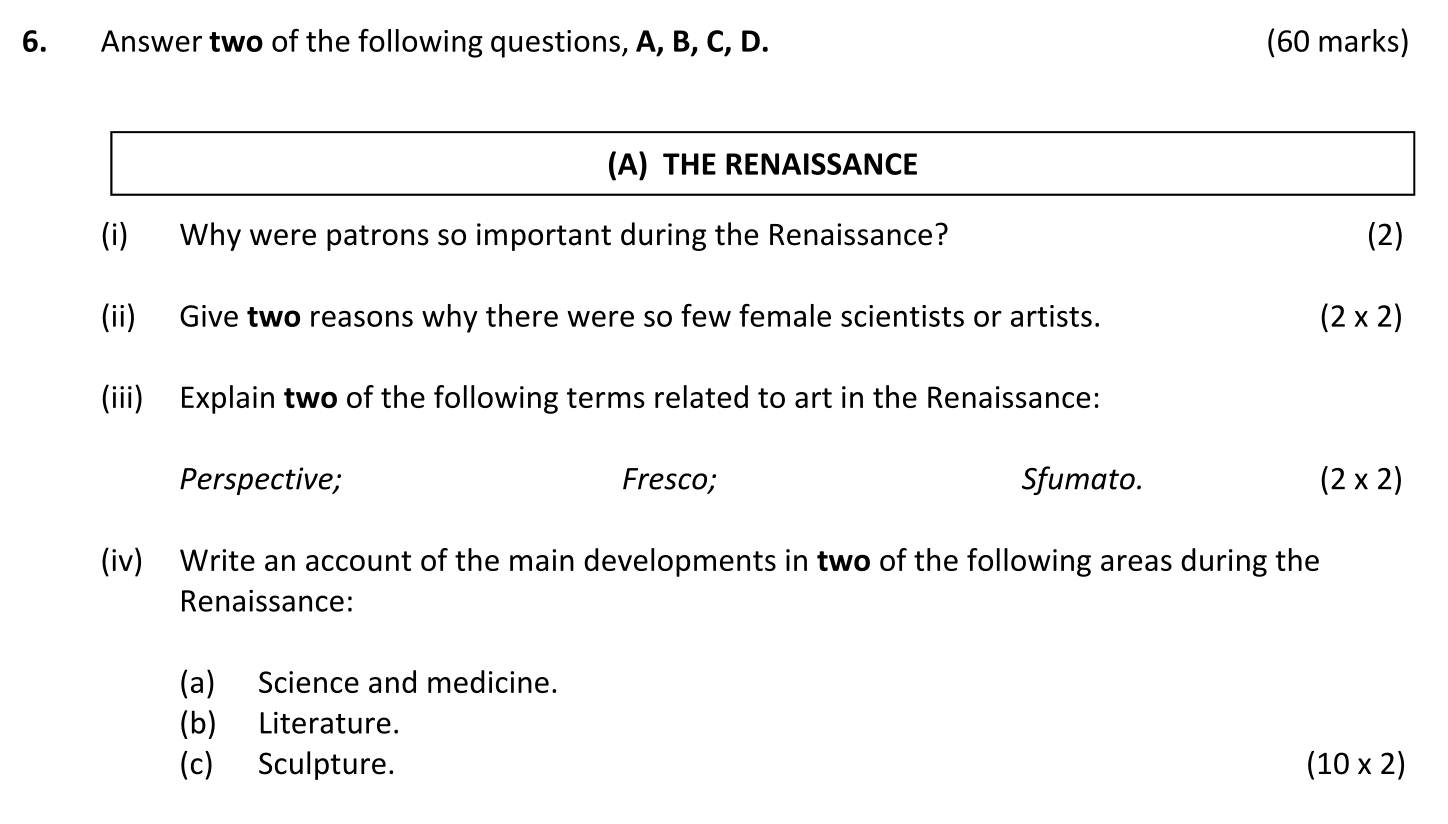 6. Answer two of the following questions, A, B, C, D. (60 marks)
(A) THE RENAISSANCE
(i) Why were patrons so important during the Renaissance? (2)
(ii) Give two reasons why there were so few female scientists or artists. (2 x 2)
(iii) Explain two of the following terms related to art in the Renaissance:
Perspective; Fresco; Sfumato. (2 x 2)
(iv) Write an account of the main developments in two of the following areas during the
Renaissance:
(a) Science and medicine.
(b) Literature.
(c) Sculpture. (10 x 2)